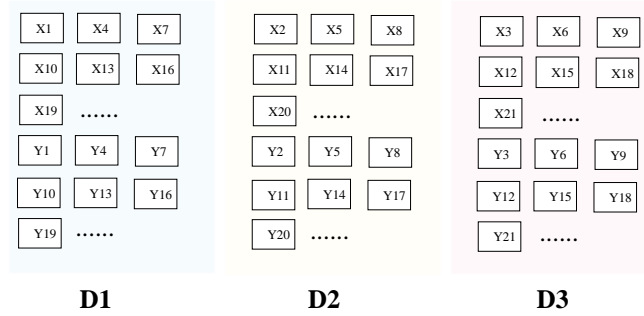 X1 X4 X7
X10 X13 X16
X19 ......
Y1 Y4 Y7
Y10 Y13 Y16
Y19 ......
D1
X2 X5 X8
X11 X14 X17
X20 ......
Y2 Y5 Y8
Y11 Y14 Y17
Y20 ......
D2
X3 X6 X9
X12 X15 X18
X21 ......
Y3 Y6 Y9
Y12 Y15 Y18
Y21 ......
D3